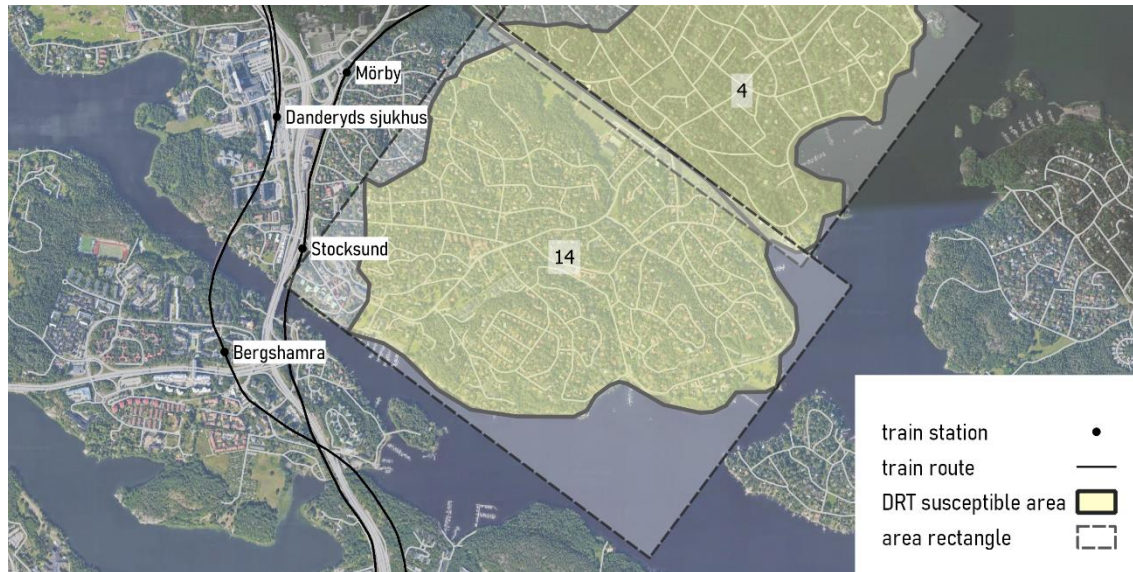 Mörby
4
Danderyds sjukhus
Stocksund
14
Bergshamra
train station
train route
DRT susceptible area
area rectangle